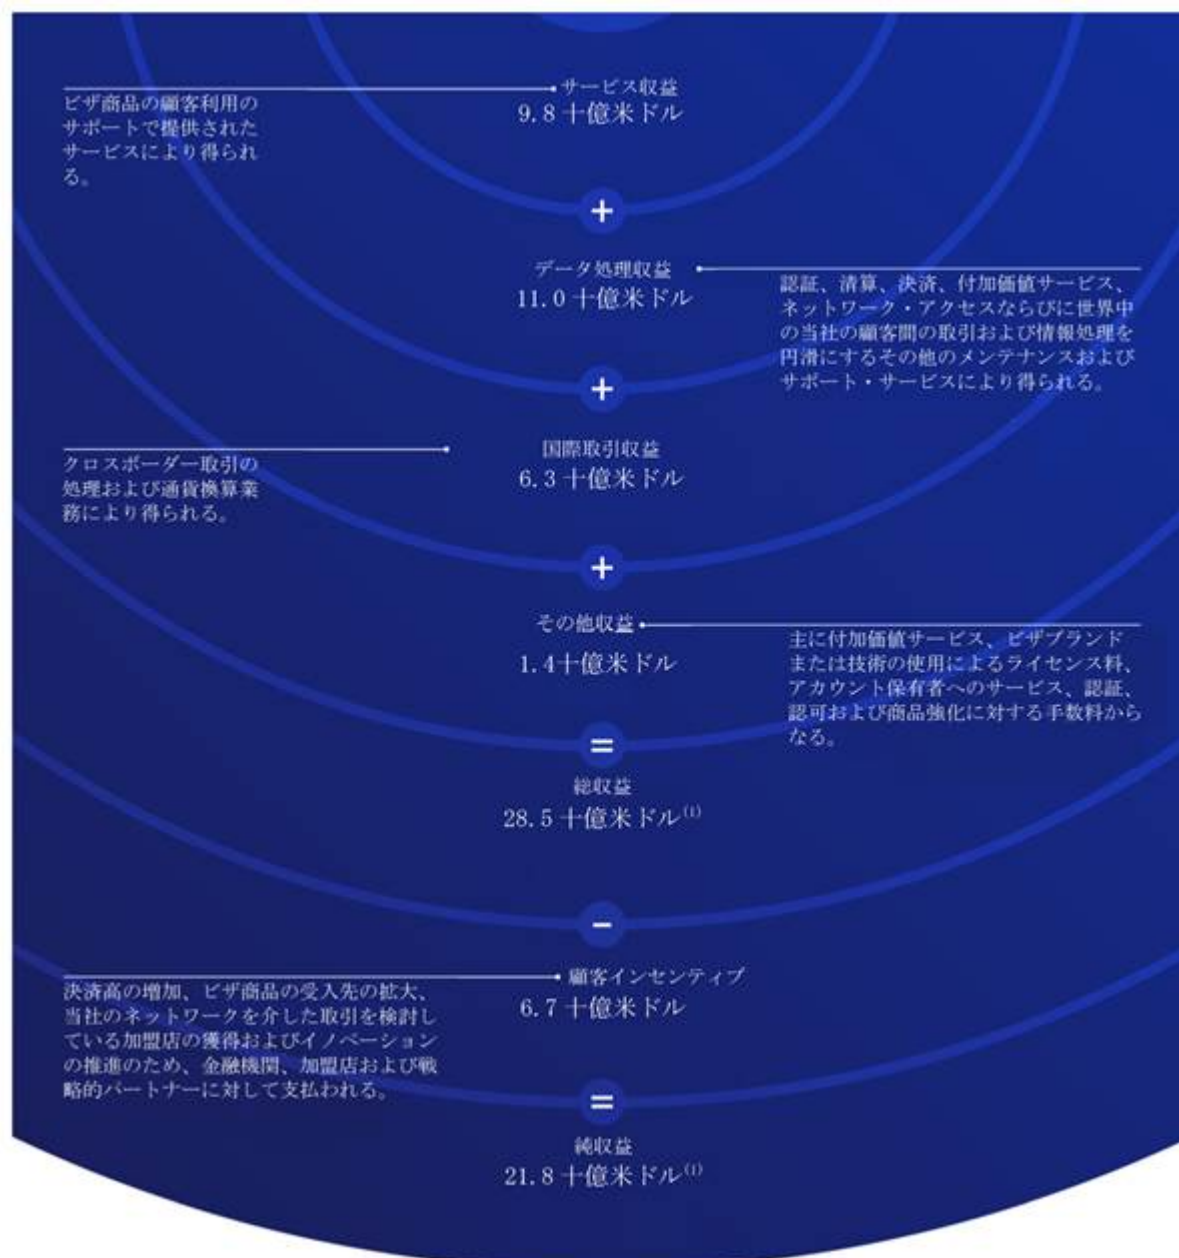 サービス収益
9.8 十億米ドル
ビザ商品の顧客利用の
サポートで提供された
サービスにより得られ
る。
+
データ処理収益
11.0 十億米ドル
認証、清算、決済、付加価値サービス、
ネットワーク・アクセスならびに世界中
の当社の顧客間の取引および情報処理を
円滑にするその他のメンテナンスおよび
サポート・サービスにより得られる。
+
国際取引収益
6.3 十億米ドル
クロスボーダー取引の
処理および通貨換算業
務により得られる。
+
その他収益
1.4十億米ドル
主に付加価値サービス、ビザブランド
または技術の使用によるライセンス料、
アカウント保有者へのサービス、認証、
認可および商品強化に対する手数料から
なる。
=
総収益
28.5 十億米ドル(1)
-
顧客インセンティブ
6.7 十億米ドル
決済高の増加、ビザ商品の受入先の拡大、
当社のネットワークを介した取引を検討し
ている加盟店の獲得およびイノベーション
の推進のため、金融機関、加盟店および戦
略的パートナーに対して支払われる。
=
純収益
21.8 十億米ドル(1)